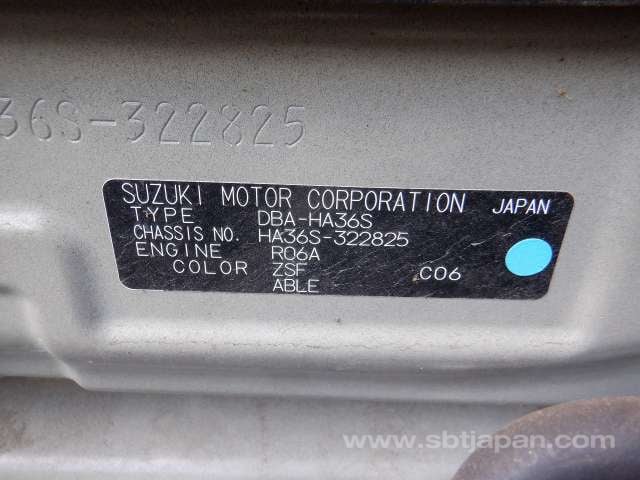 36S-322825
SUZUKI MOTOR CORPORATION JAPAN
TYPE DBA-HA36S
CHASSIS NO. HA36S-322825
ENGINE R06A
COLOR ZSF C06
ABLE
www.sbtjapan.com